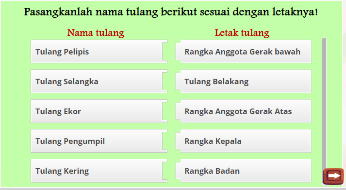 Pasangkanlah nama tulang berikut sesuai dengan letaknya!
Nama tulang Letak tulang
Tulang Pelipis Rangka Anggota Gerak bawah
Tulang Selangka Tulang Belakang
Tulang Ekor Rangka Anggota Gerak Atas
Tulang Pengumpil Rangka Kepala
Tulang Kering Rangka Badan